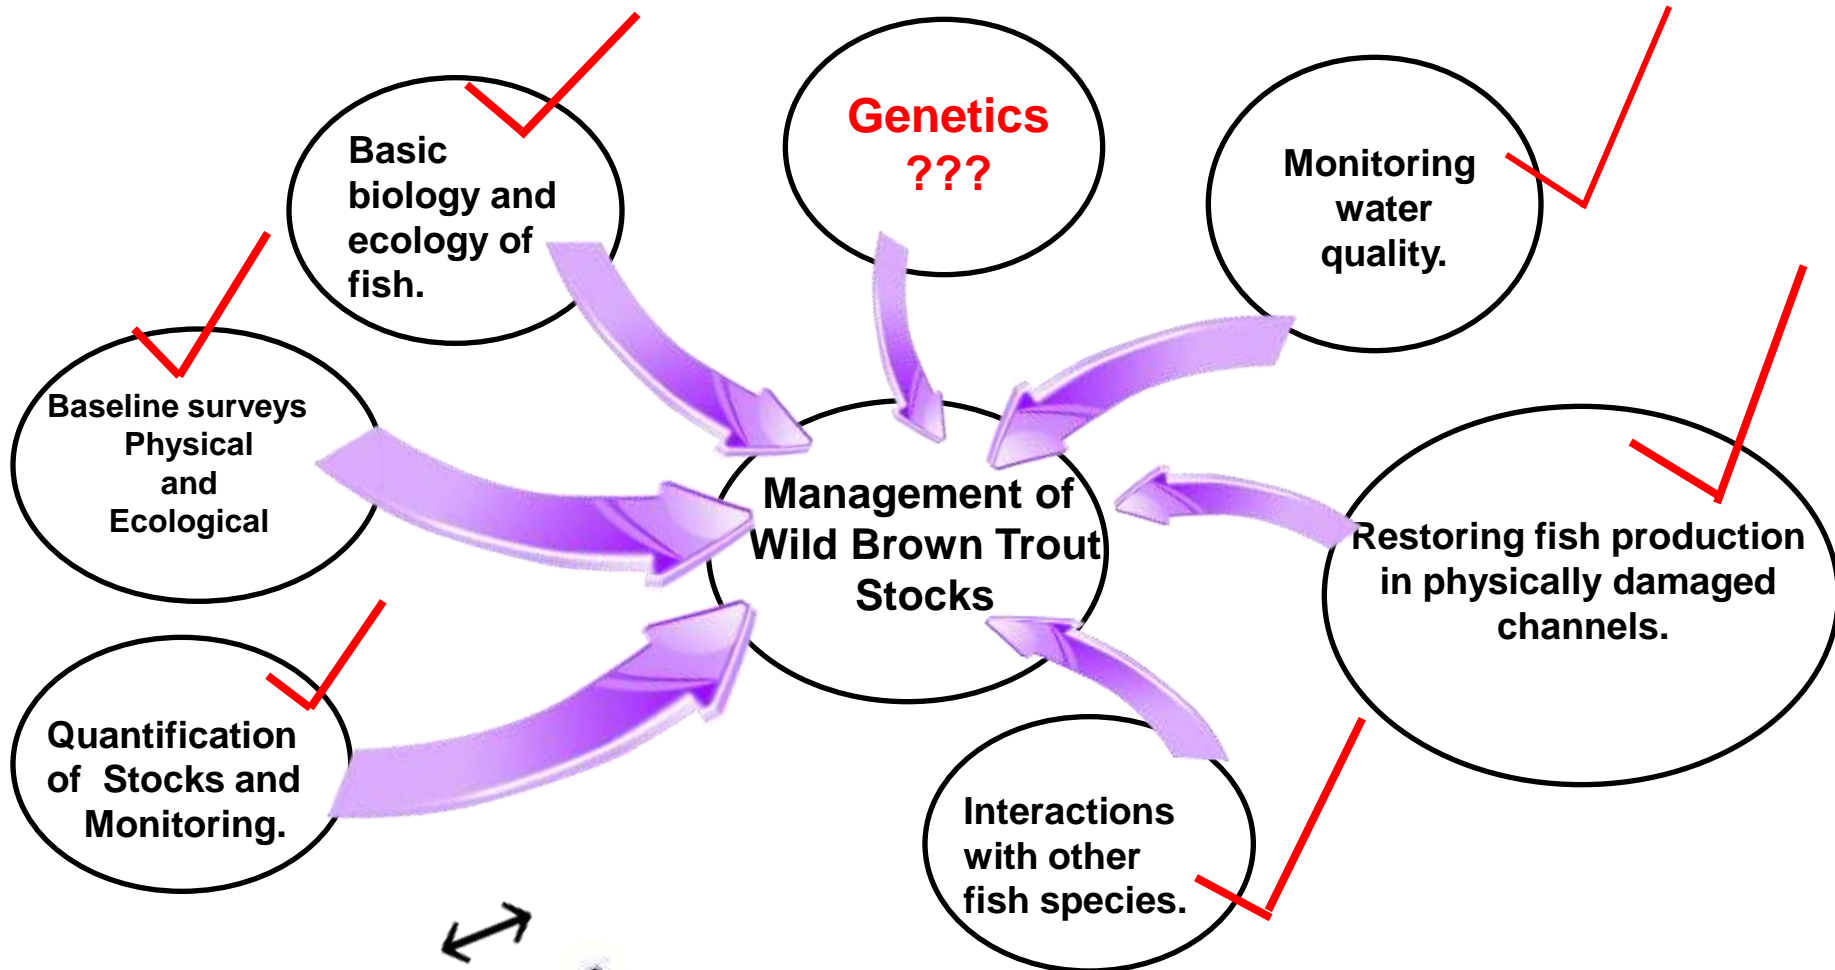 Genetics
???
Basic
biology and
ecology of
fish.
Monitoring
water
quality.
Baseline surveys
Physical
and
Ecological
Management of
Wild Brown Trout
Stocks
Restoring fish production
in physically damaged
channels.
Quantification
of Stocks and
Monitoring.
Interactions
with other
fish species.